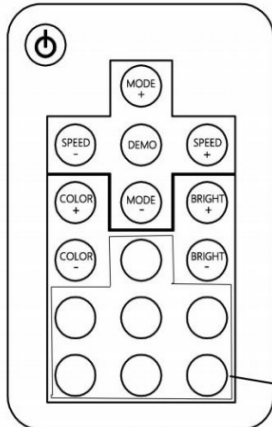 MODE
+
SPEED
-
DEMO
SPEED
+
COLOR
+
MODE
-
BRIGHT
+
COLOR
-
BRIGHT
-